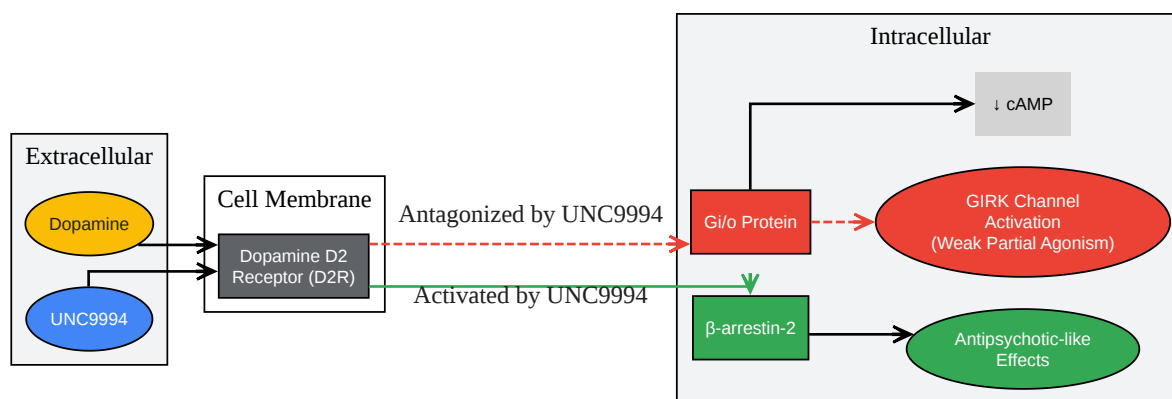 Intracellular
↓ cAMP
Extracellular
Cell Membrane
Dopamine
Antagonized by UNC9994
Gi/o Protein
GIRK Channel
Activation
(Weak Partial Agonism)
Dopamine D2
Receptor (D2R)
Activated by UNC9994
UNC9994
β-arrestin-2
Antipsychotic-like
Effects